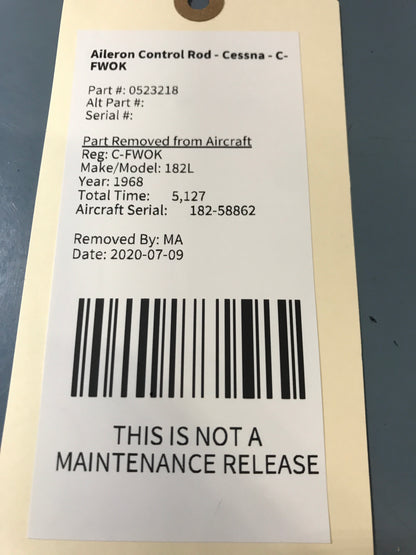 Aileron Control Rod - Cessna - C-
FWOK
Part #: 0523218
Alt Part #:
Serial #:
Part Removed from Aircraft
Reg: C-FWOK
Make/Model: 182L
Year: 1968
Total Time: 5,127
Aircraft Serial: 182-58862
Removed By: MA
Date: 2020-07-09
THIS IS NOT A
MAINTENANCE RELEASE